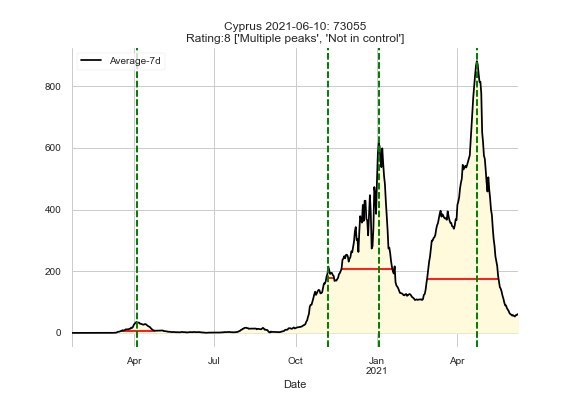 Cyprus 2021-06-10: 73055
Rating:8 ['Multiple peaks', 'Not in control']
Average-7d
800
600
400
200
0
Apr
Jul
Oct
Jan
2021
Apr
Date